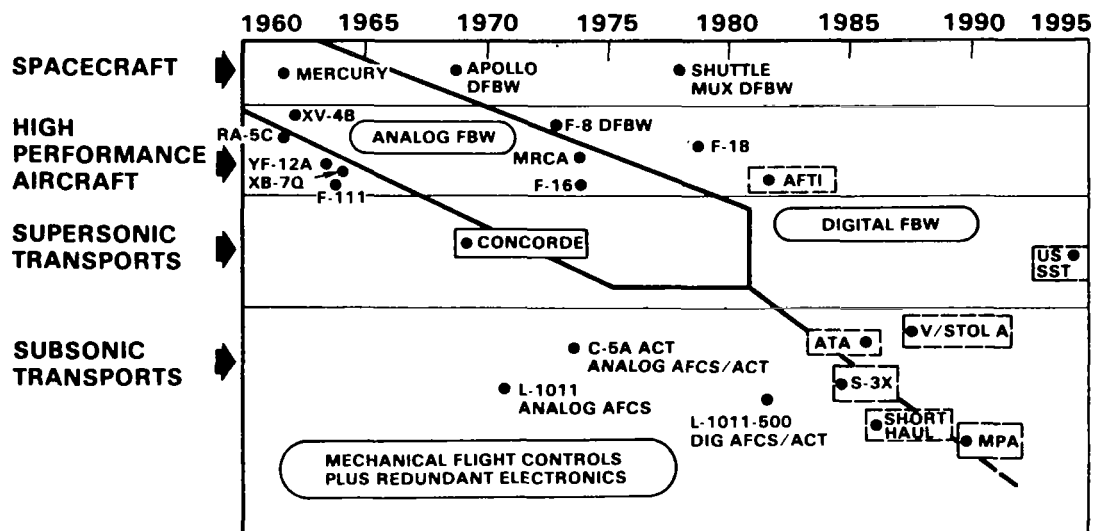 1960 1965 1970 1975 1980 1985 1990 1995
SPACECRAFT
MERCURY
APOLLO
DFBW
SHUTTLE
MUX DFBW
HIGH
PERFORMANCE
AIRCRAFT
XV-4B
RA-5C
ANALOG FBW
F-8 DFBW
YF-12A
XB-7Q
F-111
MRCA
F-16
F-18
AFTI
SUPERSONIC
TRANSPORTS
CONCORDE
DIGITAL FBW
US
SST
SUBSONIC
TRANSPORTS
C-5A ACT
ANALOG AFCS/ACT
L-1011
ANALOG AFCS
L-1011-500
DIG AFCS/ACT
ATA
V/STOL A
S-3X
SHORT
HAUL
MPA
MECHANICAL FLIGHT CONTROLS
PLUS REDUNDANT ELECTRONICS